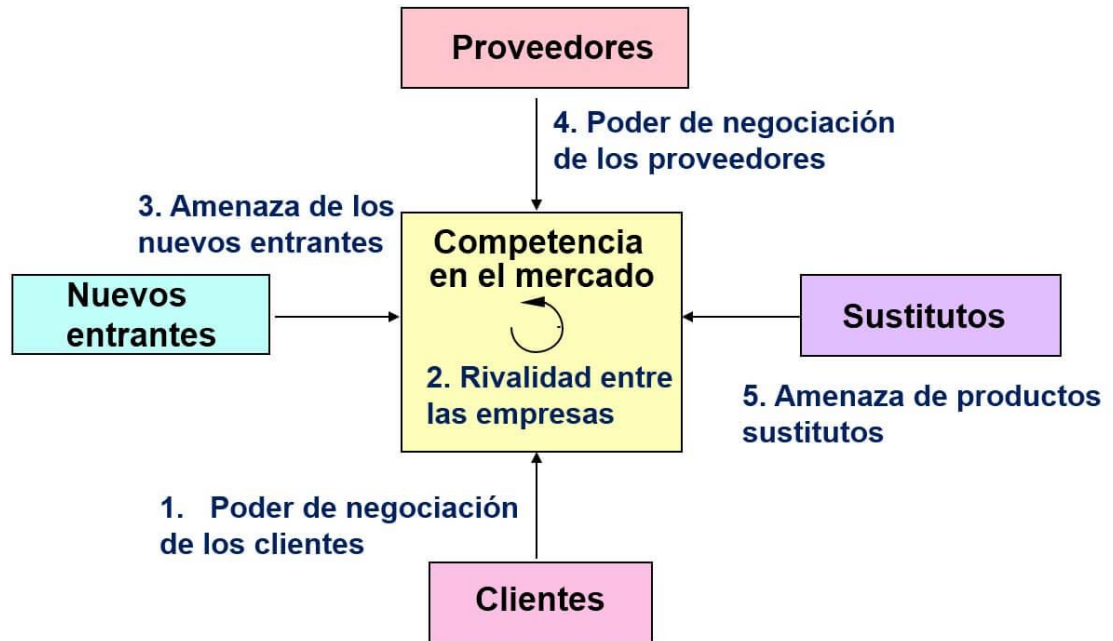 Proveedores
4. Poder de negociación
de los proveedores
3. Amenaza de los
nuevos entrantes
Competencia
en el mercado
Nuevos
entrantes
Sustitutos
2. Rivalidad entre
las empresas
5. Amenaza de productos
sustitutos
1. Poder de negociación
de los clientes
Clientes